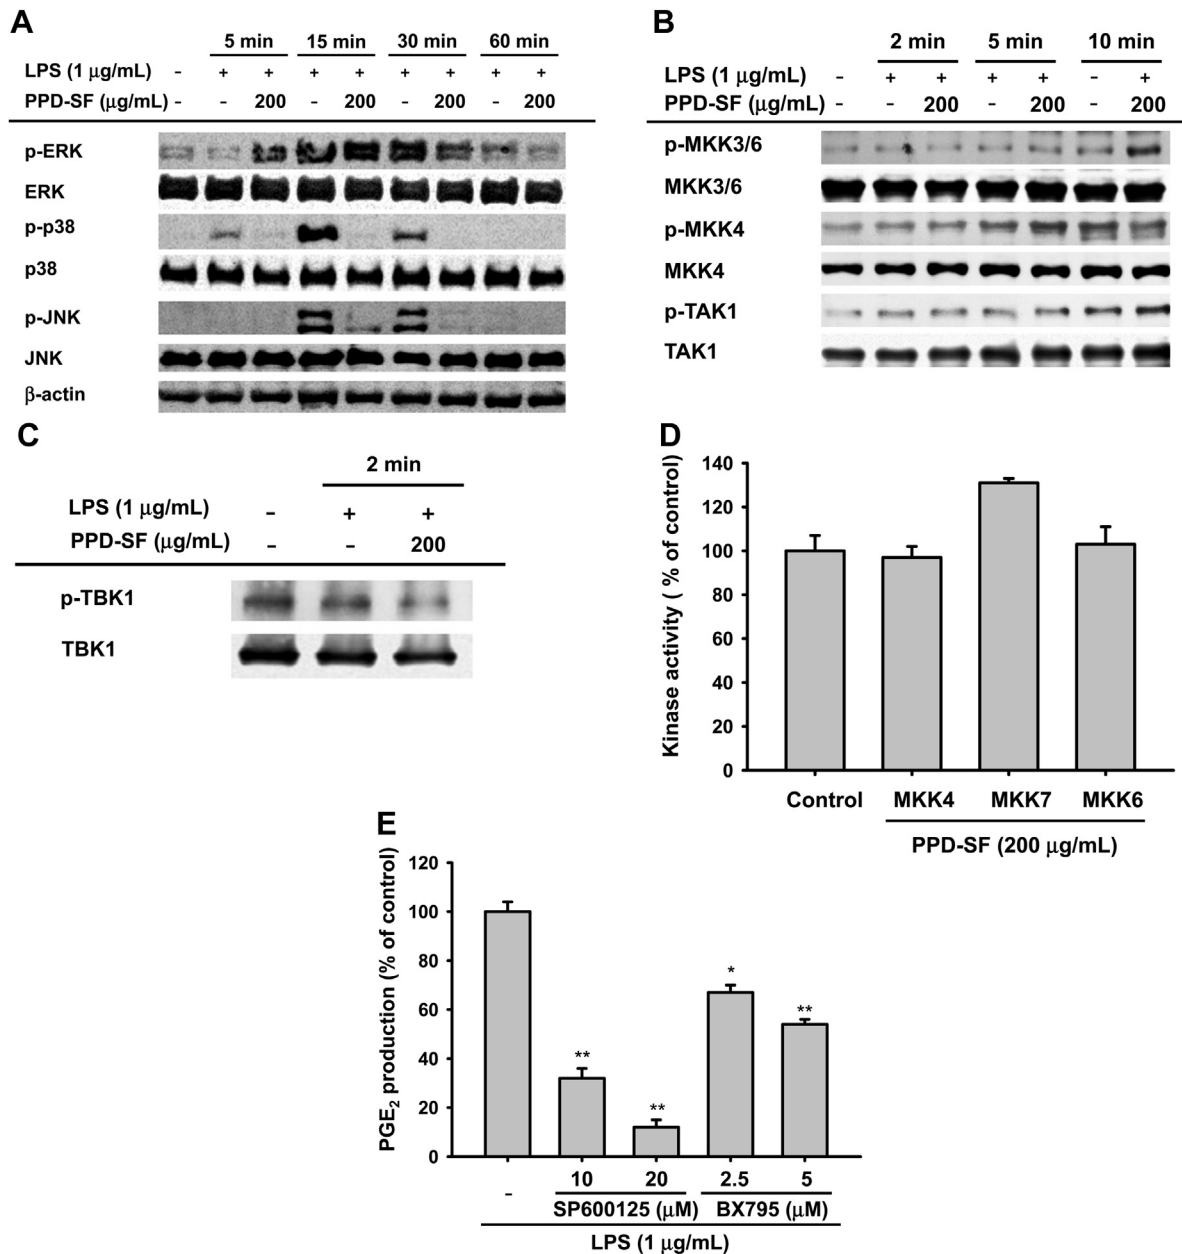 A
5 min 15 min 30 min 60 min
LPS (1 μg/mL) - + + + + + + + +
PPD-SF (μg/mL) - - 200 - 200 - 200 - 200
p-ERK
ERK
p-p38
p38
p-JNK
JNK
β-actin
B
2 min 5 min 10 min
LPS (1 μg/mL) - + + + + - +
PPD-SF (μg/mL) - - 200 - 200 - 200
p-MKK3/6
MKK3/6
p-MKK4
MKK4
p-TAK1
TAK1
C
2 min
LPS (1 μg/mL) - + +
PPD-SF (μg/mL) - - 200
p-TBK1
TBK1
D
Kinase activity ( % of control)
140
120
100
80
60
40
20
0
Control MKK4 MKK7 MKK6
PPD-SF (200 μg/mL)
E
PGE₂ production (% of control)
120
100
80
60
40
20
0
** ** * **
- 10 20 2.5 5
SP600125 (μM) BX795 (μM)
LPS (1 μg/mL)